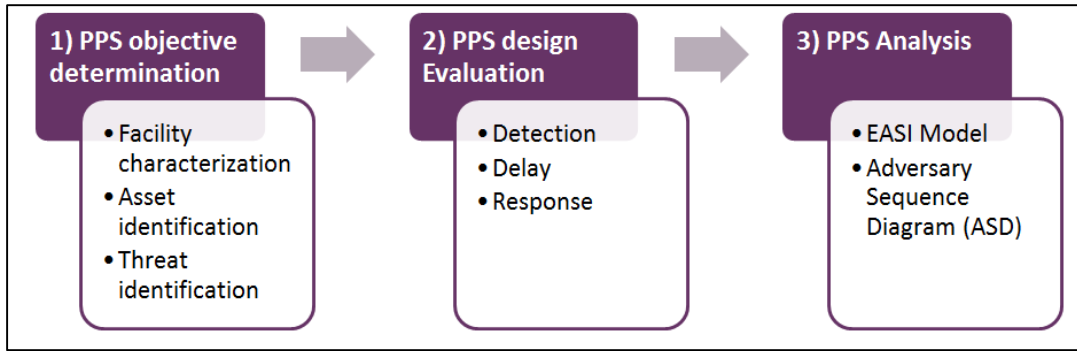 1) PPS objective
determination
• Facility
characterization
• Asset
identification
• Threat
identification
2) PPS design
Evaluation
• Detection
• Delay
• Response
3) PPS Analysis
• EASI Model
• Adversary
Sequence
Diagram (ASD)